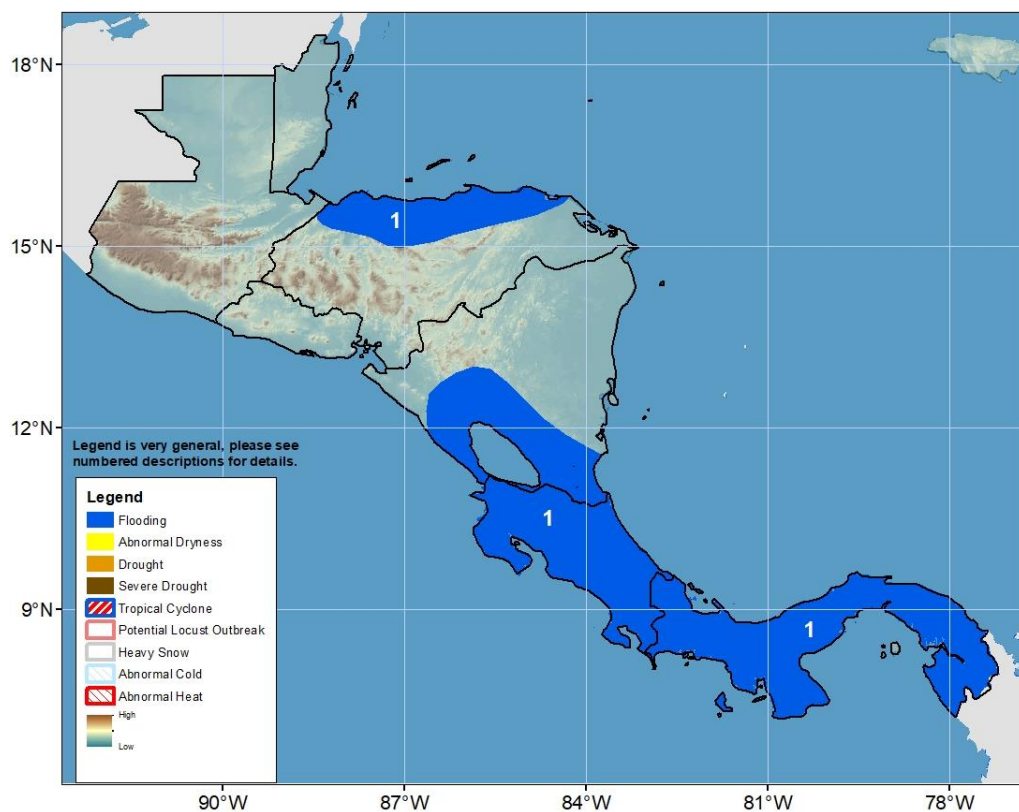 18°N
15°N
12°N
9°N
1
1
1
Legend is very general, please see
numbered descriptions for details.
Legend
Flooding
Abnormal Dryness
Drought
Severe Drought
Tropical Cyclone
Potential Locust Outbreak
Heavy Snow
Abnormal Cold
Abnormal Heat
High
Low
90°W
87°W
84°W
81°W
78°W